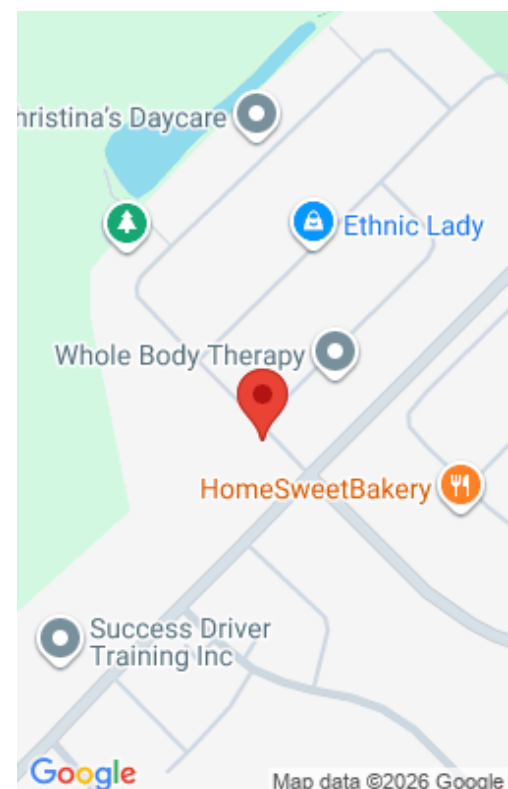 hristina's Daycare
Ethnic Lady
Whole Body Therapy
HomeSweetBakery
Success Driver
Training Inc
Google
Map data ©2026 Google